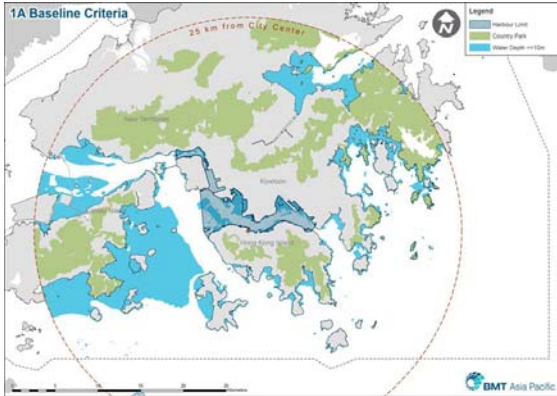 1A Baseline Criteria
25 km from City Center
N
Legend
Harbour Limit
Country Park
Water Depth <=10m
New Territories
Kowloon
Hong Kong Island
BMT Asia Pacific